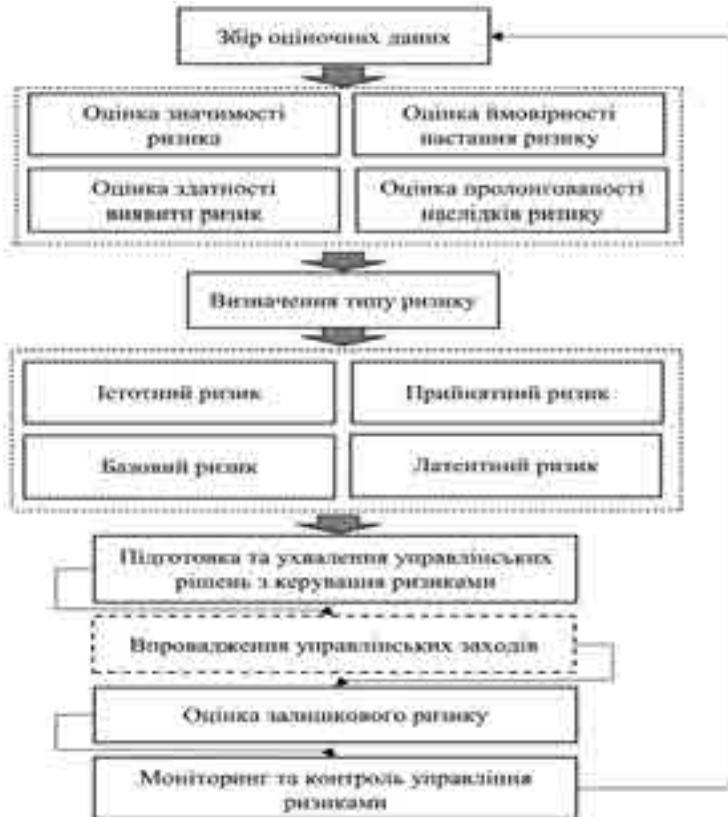 Збір оціночних даних
Оцінка значимості
ризика
Оцінка ймовірності
настання ризику
Оцінка здатності
виявити ризик
Оцінка пролонгованості
наслідків ризику
Визначення типу ризику
Істотний ризик
Прийнятний ризик
Базовий ризик
Латентний ризик
Підготовка та ухвалення управлінських
рішень з керування ризиками
Впровадження управлінських заходів
Оцінка залишкового ризику
Моніторинг та контроль управління
ризиками